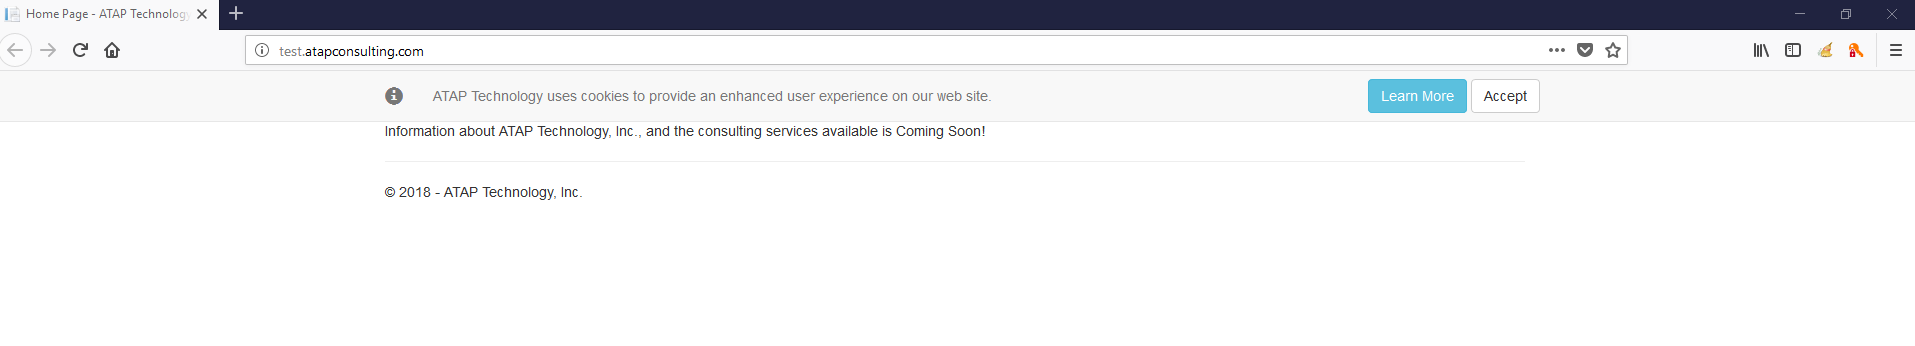 Home Page - ATAP Technology
test.atapconsulting.com
ATAP Technology uses cookies to provide an enhanced user experience on our web site.
Learn More
Accept
Information about ATAP Technology, Inc., and the consulting services available is Coming Soon!
© 2018 - ATAP Technology, Inc.